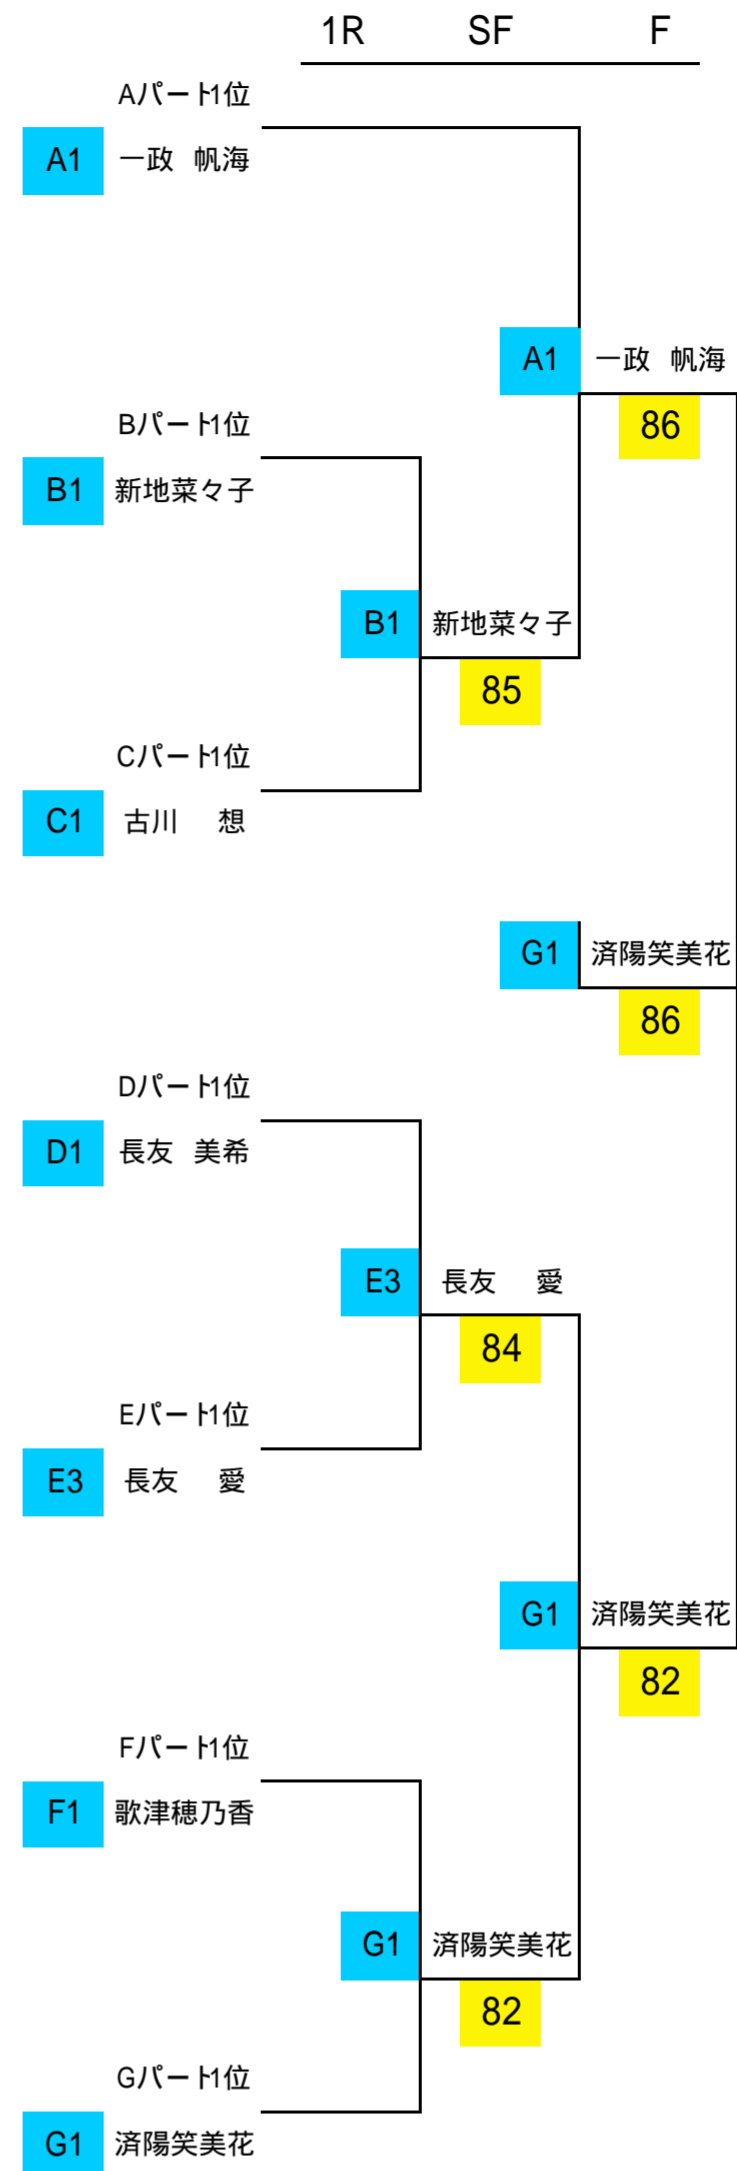 1R SF F
Aパート1位
A1 一政 帆海
A1 一政 帆海
86
Bパート1位
B1 新地菜々子
B1 新地菜々子
85
Cパート1位
C1 古川 想
G1 済陽笑美花
86
Dパート1位
D1 長友 美希
E3 長友 愛
84
Eパート1位
E3 長友 愛
G1 済陽笑美花
82
Fパート1位
F1 歌津穂乃香
G1 済陽笑美花
82
Gパート1位
G1 済陽笑美花